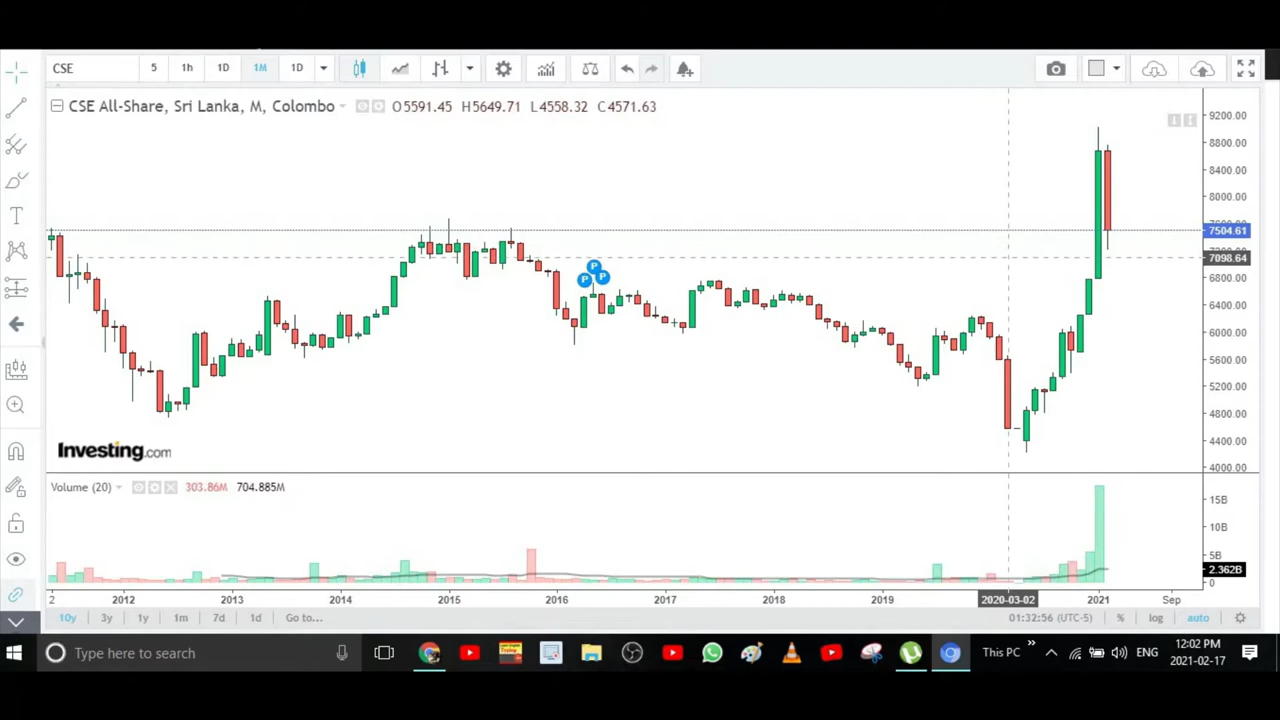 CSE 5 1h 1D 1M 1D
CSE All-Share, Sri Lanka, M, Colombo O5591.45 H5649.71 L4558.32 C4571.63
9200.00
8800.00
8400.00
8000.00
7504.61
7098.64
6800.00
6400.00
6000.00
5600.00
5200.00
4800.00
4400.00
4000.00
P
P P
Investing.com
Volume (20) 303.86M 704.885M
15B
10B
5B
2.362B
0
2 2012 2013 2014 2015 2016 2017 2018 2019 2020-03-02 2021 Sep
10y 3y 1y 1m 7d 1d Go to... 01:32:56 (UTC-5) % log auto
Type here to search This PC ENG 12:02 PM
2021-02-17